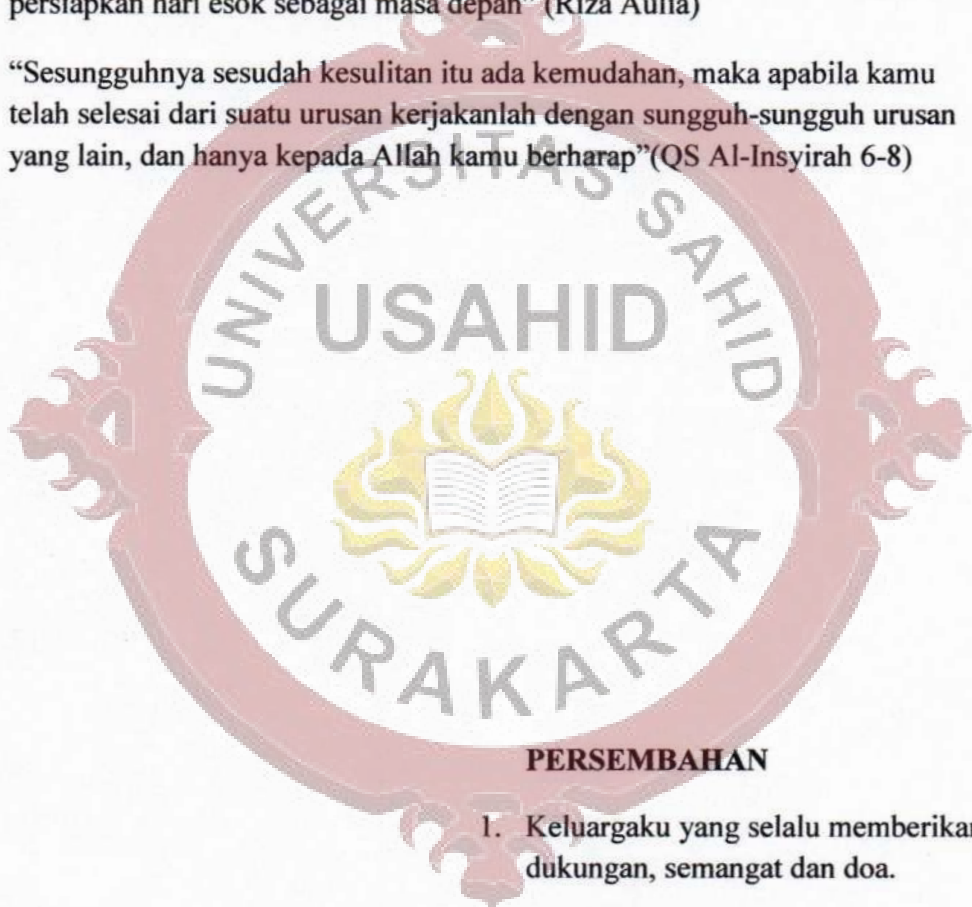 persiapkan hari esok sebagai masa depan" (Riza Aulia)
“Sesungguhnya sesudah kesulitan itu ada kemudahan, maka apabila kamu
telah selesai dari suatu urusan kerjakanlah dengan sungguh-sungguh urusan
yang lain, dan hanya kepada Allah kamu berharap”(QS Al-Insyirah 6-8)
UNIVERSITAS SAHID
USAHID
SURAKARTA
PERSEMBAHAN
1. Keluargaku yang selalu memberikan
dukungan, semangat dan doa.